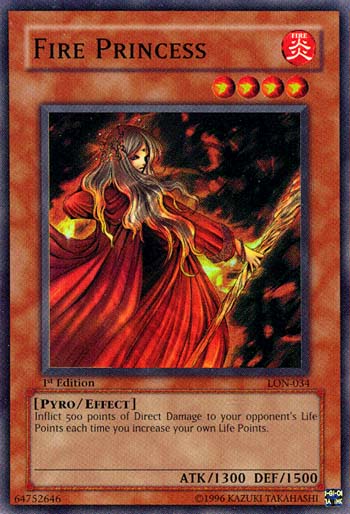 FIRE PRINCESS
FIRE
炎
1st Edition
LON-034
[PYRO/EFFECT]
Inflict 500 points of Direct Damage to your opponent's Life
Points each time you increase your own Life Points.
ATK/1300 DEF/1500
64752646
©1996 KAZUKI TAKAHASHI